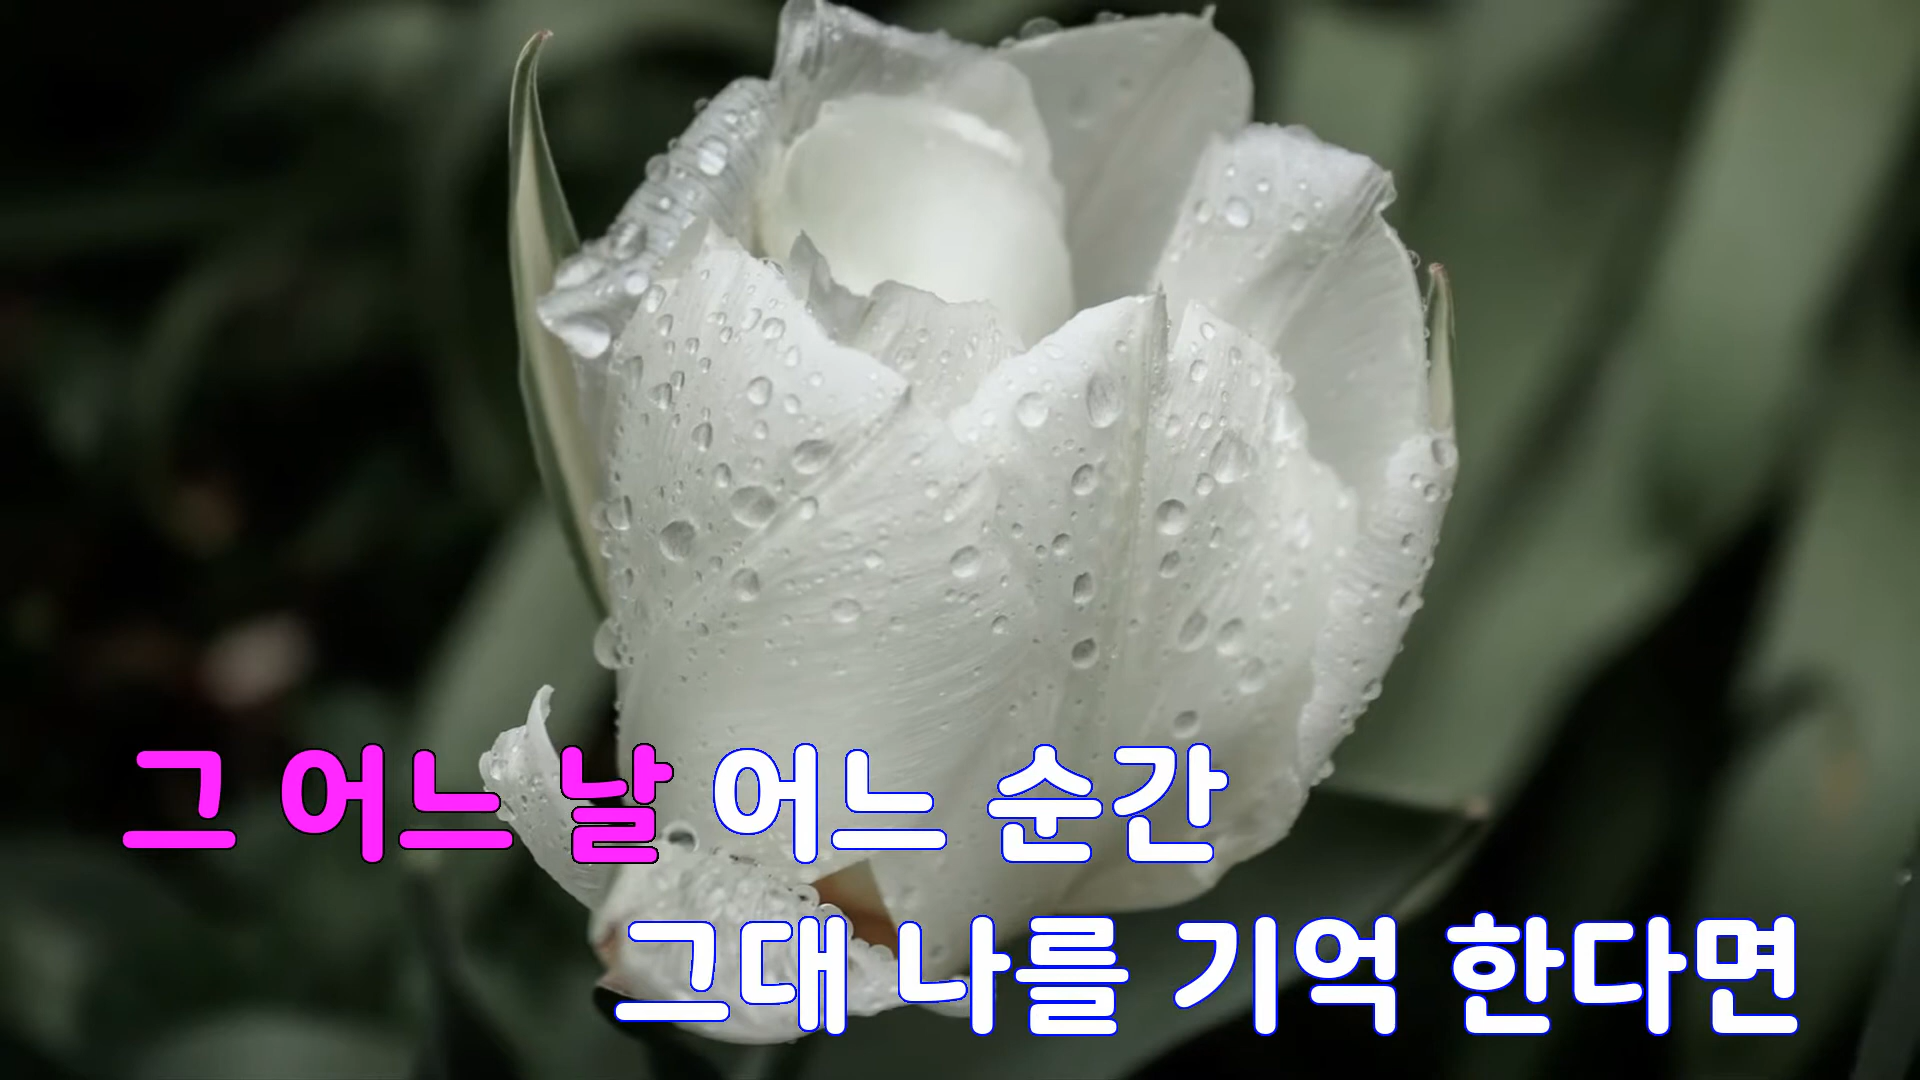 그 어느 날 어느 순간
그대 나를 기억 한다면